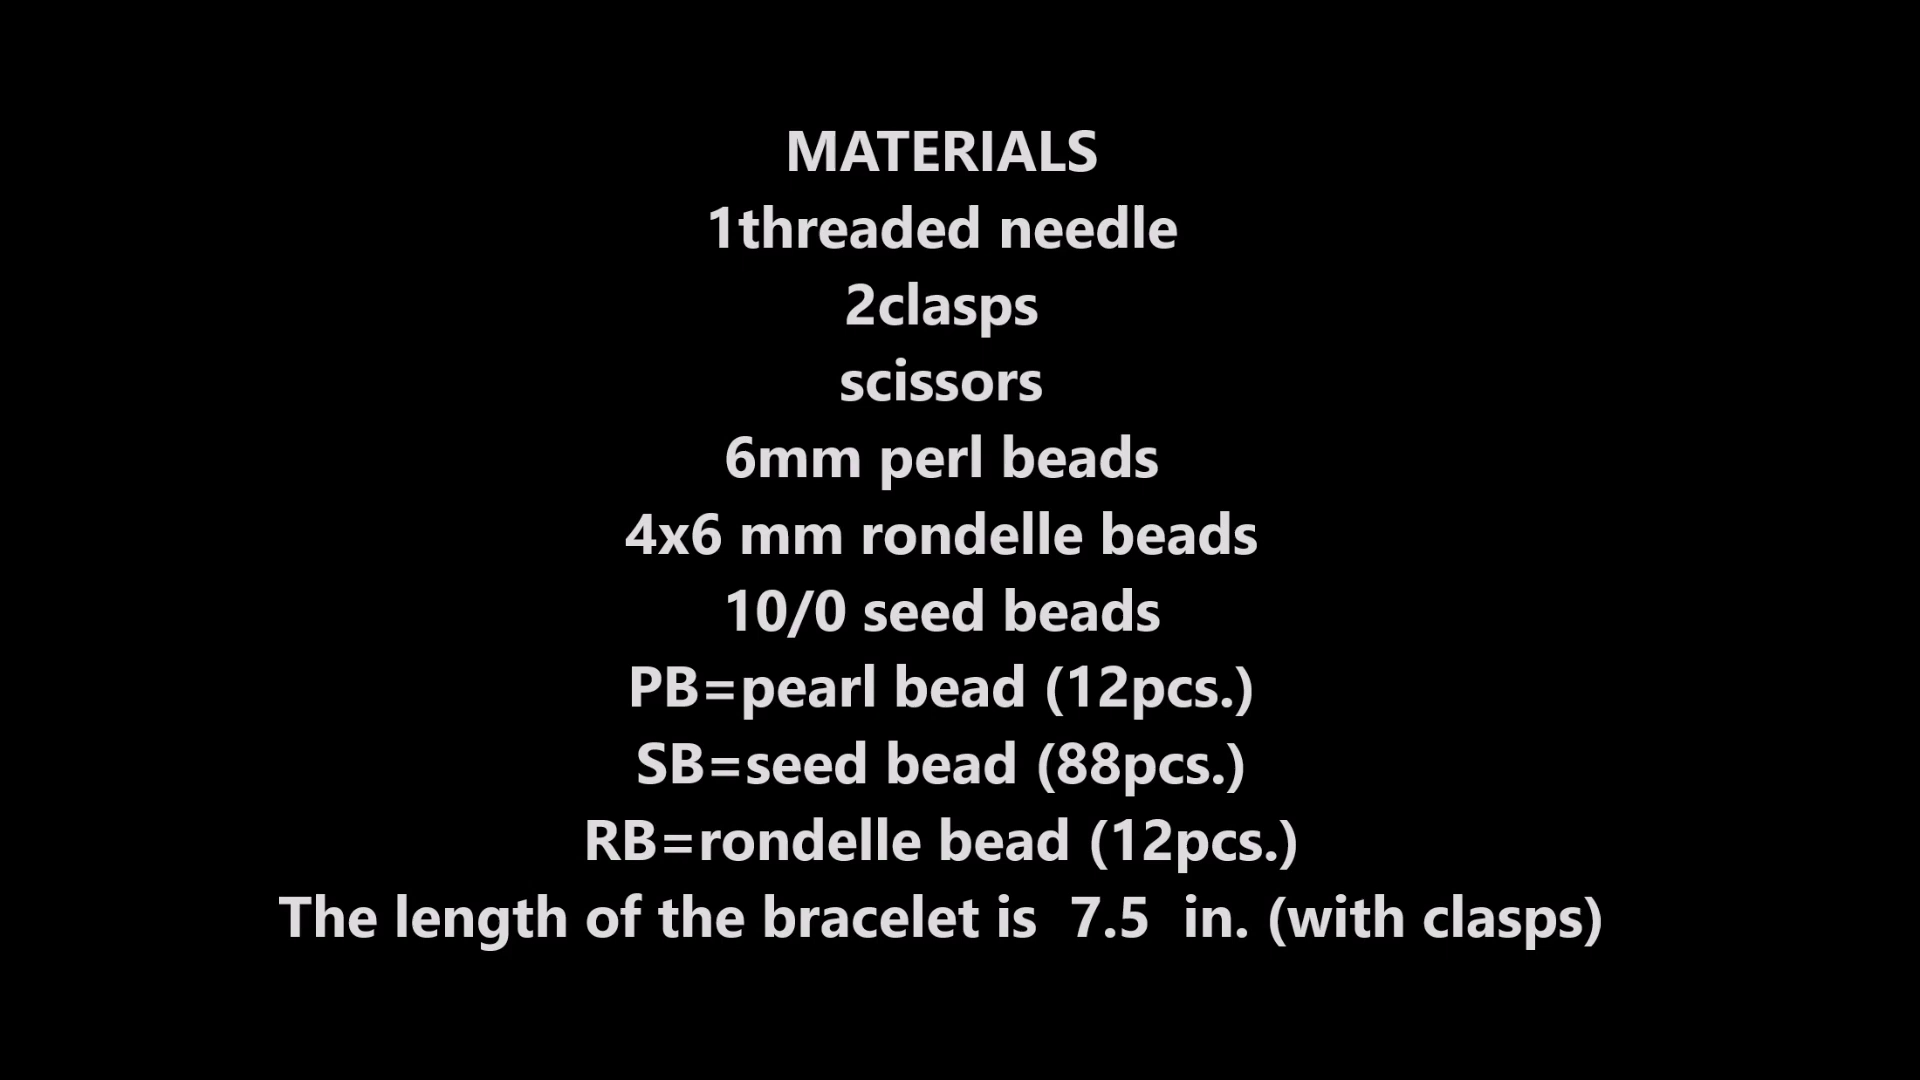 MATERIALS
1threaded needle
2clasps
scissors
6mm perl beads
4x6 mm rondelle beads
10/0 seed beads
PB=pearl bead (12pcs.)
SB=seed bead (88pcs.)
RB=rondelle bead (12pcs.)
The length of the bracelet is  7.5  in. (with clasps)